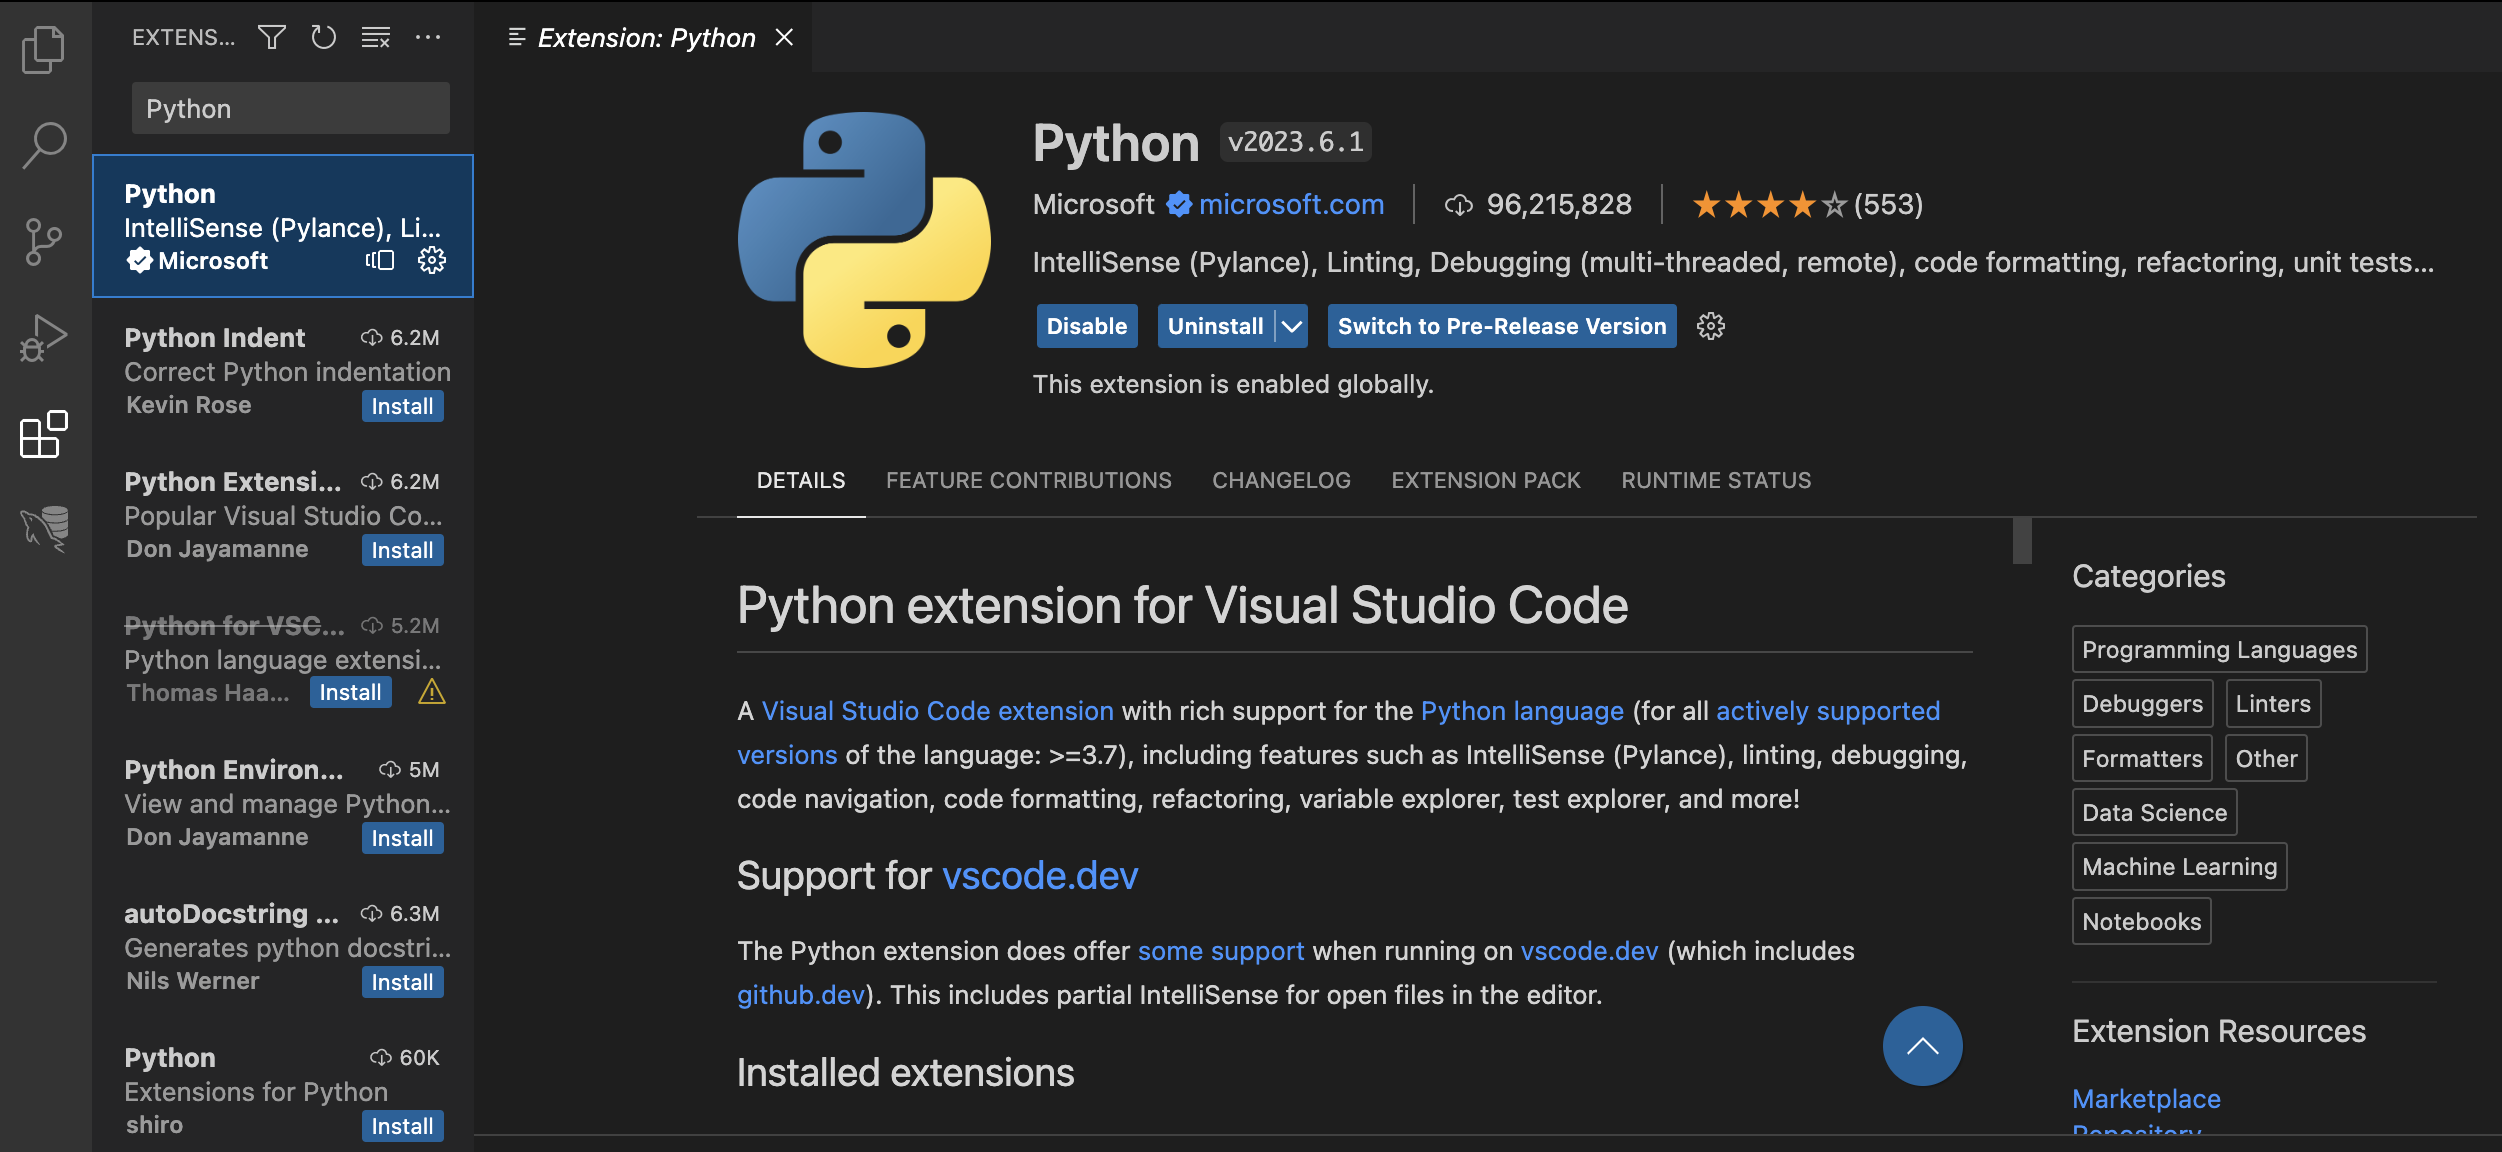 EXTENS...
Python
Python
IntelliSense (Pylance), Li...
Microsoft
Python Indent 6.2M
Correct Python indentation
Kevin Rose Install
Python Extensi... 6.2M
Popular Visual Studio Co...
Don Jayamanne Install
Python for VSC... 5.2M
Python language extensi...
Thomas Haa... Install
Python Environ... 5M
View and manage Python...
Don Jayamanne Install
autoDocstring ... 6.3M
Generates python docstri...
Nils Werner Install
Python 60K
Extensions for Python
shiro Install
Extension: Python
Python v2023.6.1
Microsoft microsoft.com 96,215,828 (553)
IntelliSense (Pylance), Linting, Debugging (multi-threaded, remote), code formatting, refactoring, unit tests...
Disable Uninstall Switch to Pre-Release Version
This extension is enabled globally.
DETAILS FEATURE CONTRIBUTIONS CHANGELOG EXTENSION PACK RUNTIME STATUS
Python extension for Visual Studio Code
A Visual Studio Code extension with rich support for the Python language (for all actively supported
versions of the language: >=3.7), including features such as IntelliSense (Pylance), linting, debugging,
code navigation, code formatting, refactoring, variable explorer, test explorer, and more!
Support for vscode.dev
The Python extension does offer some support when running on vscode.dev (which includes
github.dev). This includes partial IntelliSense for open files in the editor.
Installed extensions
Categories
Programming Languages
Debuggers Linters
Formatters Other
Data Science
Machine Learning
Notebooks
Extension Resources
Marketplace
Repository